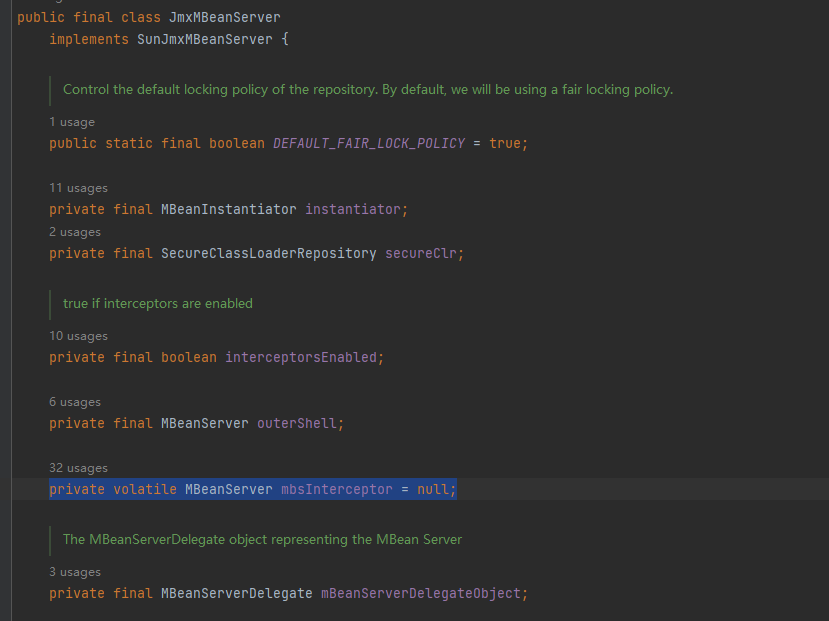 public final class JmxMBeanServer
implements SunJmxMBeanServer {
Control the default locking policy of the repository. By default, we will be using a fair locking policy.
1 usage
public static final boolean DEFAULT_FAIR_LOCK_POLICY = true;
11 usages
private final MBeanInstantiator instantiator;
2 usages
private final SecureClassLoaderRepository secureClr;
true if interceptors are enabled
10 usages
private final boolean interceptorsEnabled;
6 usages
private final MBeanServer outerShell;
32 usages
private volatile MBeanServer mbsInterceptor = null;
The MBeanServerDelegate object representing the MBean Server
3 usages
private final MBeanServerDelegate mBeanServerDelegateObject;